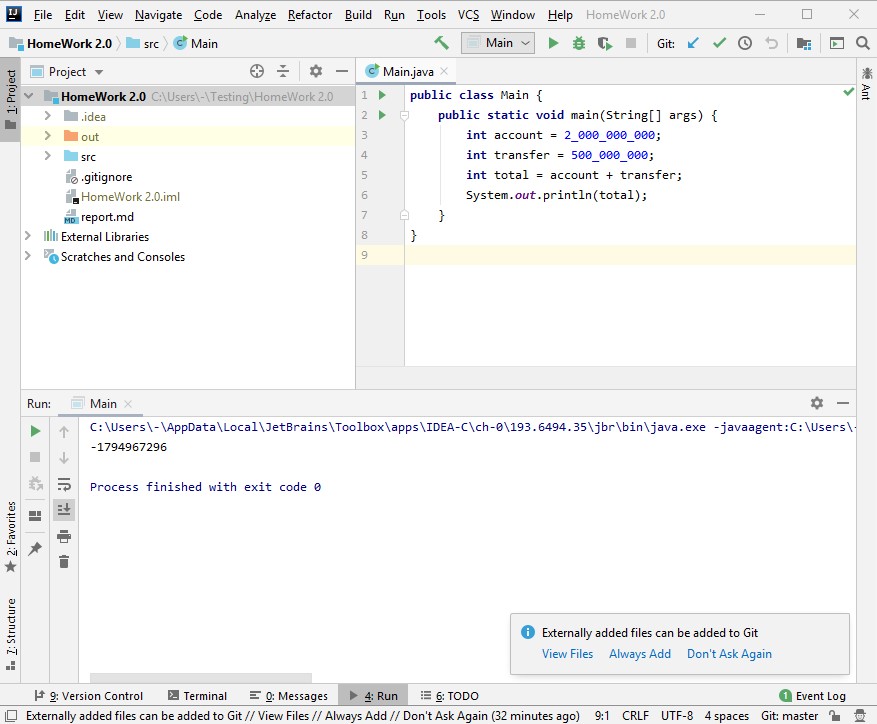 File Edit View Navigate Code Analyze Refactor Build Run Tools VCS Window Help HomeWork 2.0
HomeWork 2.0 src Main Main Git:
1: Project
Project
HomeWork 2.0 C:\Users\-\Testing\HomeWork 2.0
.idea
out
src
.gitignore
HomeWork 2.0.iml
report.md
External Libraries
Scratches and Consoles
Main.java
1 public class Main {
2 public static void main(String[] args) {
3 int account = 2_000_000_000;
4 int transfer = 500_000_000;
5 int total = account + transfer;
6 System.out.println(total);
7 }
8 }
9
Ant
Run: Main
C:\Users\-\AppData\Local\JetBrains\Toolbox\apps\IDEA-C\ch-0\193.6494.35\jbr\bin\java.exe -javaagent:C:\Users\-
-1794967296
Process finished with exit code 0
2: Favorites
7: Structure
Externally added files can be added to Git
View Files Always Add Don't Ask Again
9: Version Control Terminal 0: Messages 4: Run 6: TODO 1 Event Log
Externally added files can be added to Git // View Files // Always Add // Don't Ask Again (32 minutes ago) 9:1 CRLF UTF-8 4 spaces Git: master